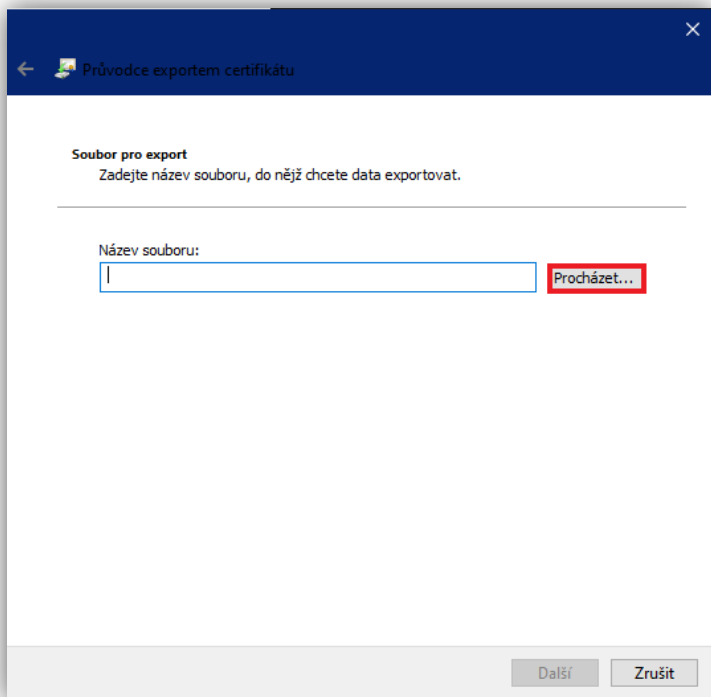 Průvodce exportem certifikátu
Soubor pro export
Zadejte název souboru, do nějž chcete data exportovat.
Název souboru:
Procházet...
Další
Zrušit